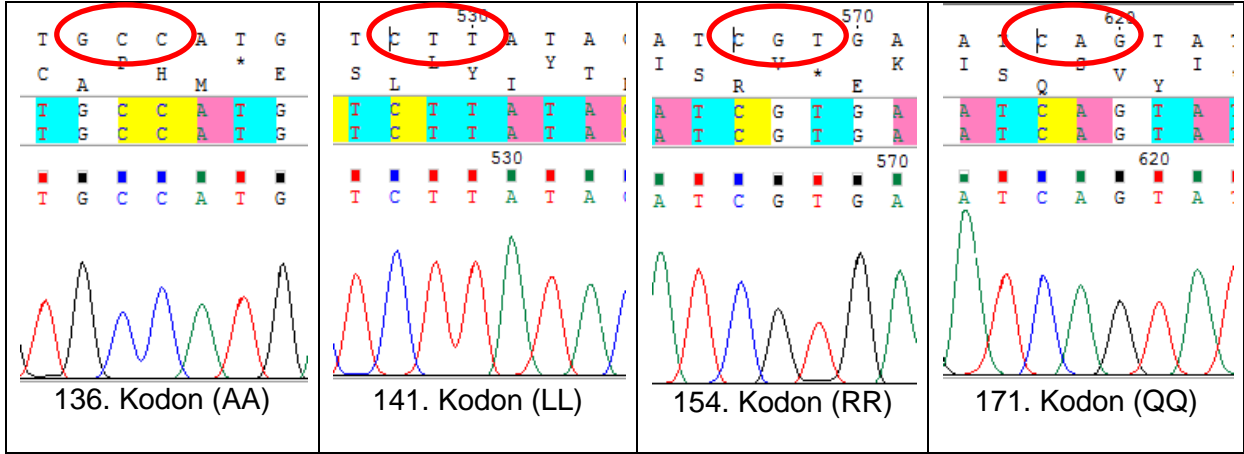 T G C C A T G
C P H * E
A M
T G C C A T G
T G C C A T G
T G C C A T G
136. Kodon (AA)
530
T C T T A T A
S L Y Y T
L I
T C T T A T A
T C T T A T A
530
T C T T A T A
141. Kodon (LL)
570
A T C G T G A
I S V * K
R E
A T C G T G A
A T C G T G A
570
A T C G T G A
154. Kodon (RR)
620
A T C A G T A T
I S S V I
Q Y
A T C A G T A T
A T C A G T A T
620
A T C A G T A T
171. Kodon (QQ)